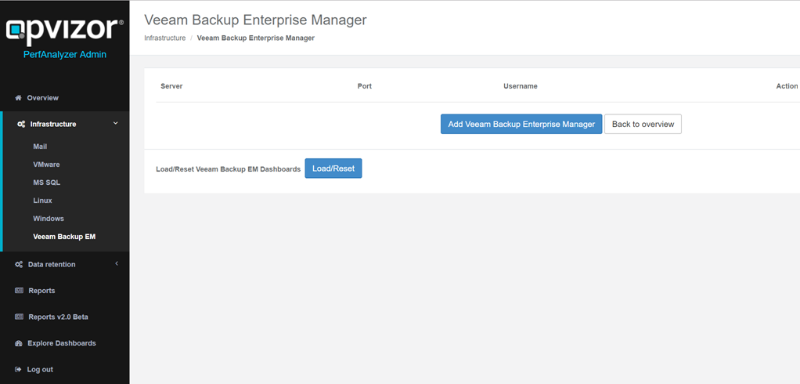 opvizor®
PerfAnalyzer Admin
Overview
Infrastructure
Mail
VMware
MS SQL
Linux
Windows
Veeam Backup EM
Data retention
Reports
Reports v2.0 Beta
Explore Dashboards
Log out
Veeam Backup Enterprise Manager
Infrastructure / Veeam Backup Enterprise Manager
Server Port Username Action
Add Veeam Backup Enterprise Manager Back to overview
Load/Reset Veeam Backup EM Dashboards Load/Reset